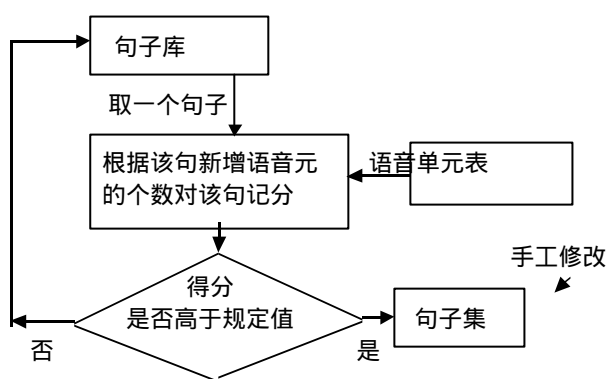 句子库
取一个句子
根据该句新增语音元
的个数对该句记分
语音单元表
手工修改
得分
是否高于规定值
句子集
否
是